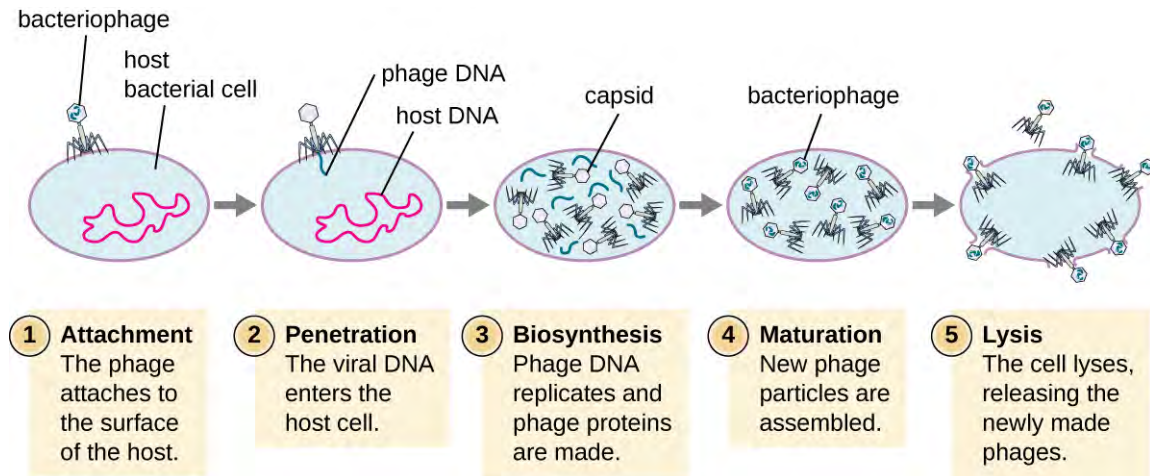 bacteriophage
host
bacterial cell
phage DNA
host DNA
capsid
bacteriophage
1 Attachment
The phage
attaches to
the surface
of the host.
2 Penetration
The viral DNA
enters the
host cell.
3 Biosynthesis
Phage DNA
replicates and
phage proteins
are made.
4 Maturation
New phage
particles are
assembled.
5 Lysis
The cell lyses,
releasing the
newly made
phages.